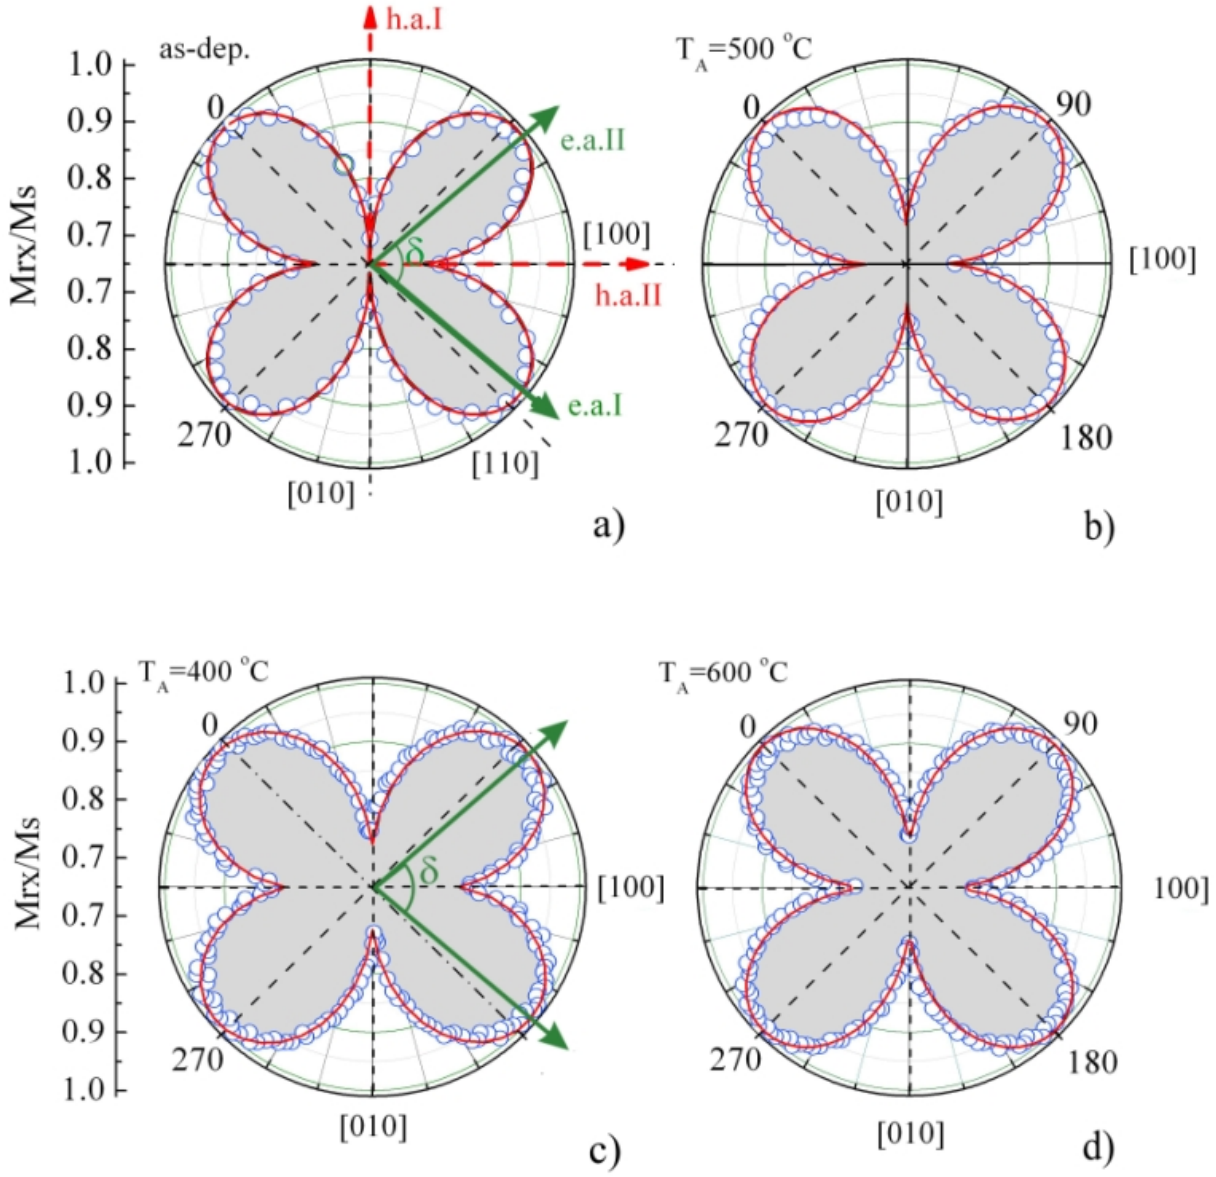 h.a.I
as-dep.
T_A=500 °C
1.0
0
0
90
0.9
e.a.II
0.8
Mrx/Ms
0.7
δ
[100]
[100]
0.7
h.a.II
0.8
0.9
e.a.I
270
270
180
1.0
[110]
[010]
[010]
a)
b)
T_A=400 °C
T_A=600 °C
1.0
0
0
90
0.9
0.8
Mrx/Ms
0.7
δ
[100]
100]
0.7
0.8
0.9
270
270
180
1.0
[010]
[010]
c)
d)